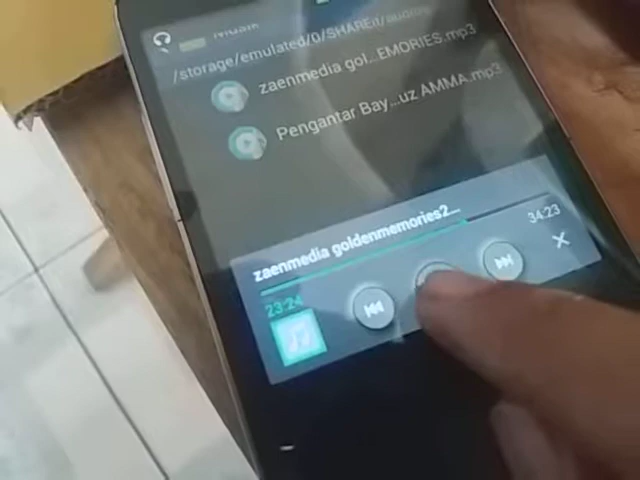 /storage/emulated/0/SHAREit/audios
zaenmedia gol...EMORIES.mp3
Pengantar Bay...uz AMMA.mp3
zaenmedia goldenmemories2...
34:23
23:24